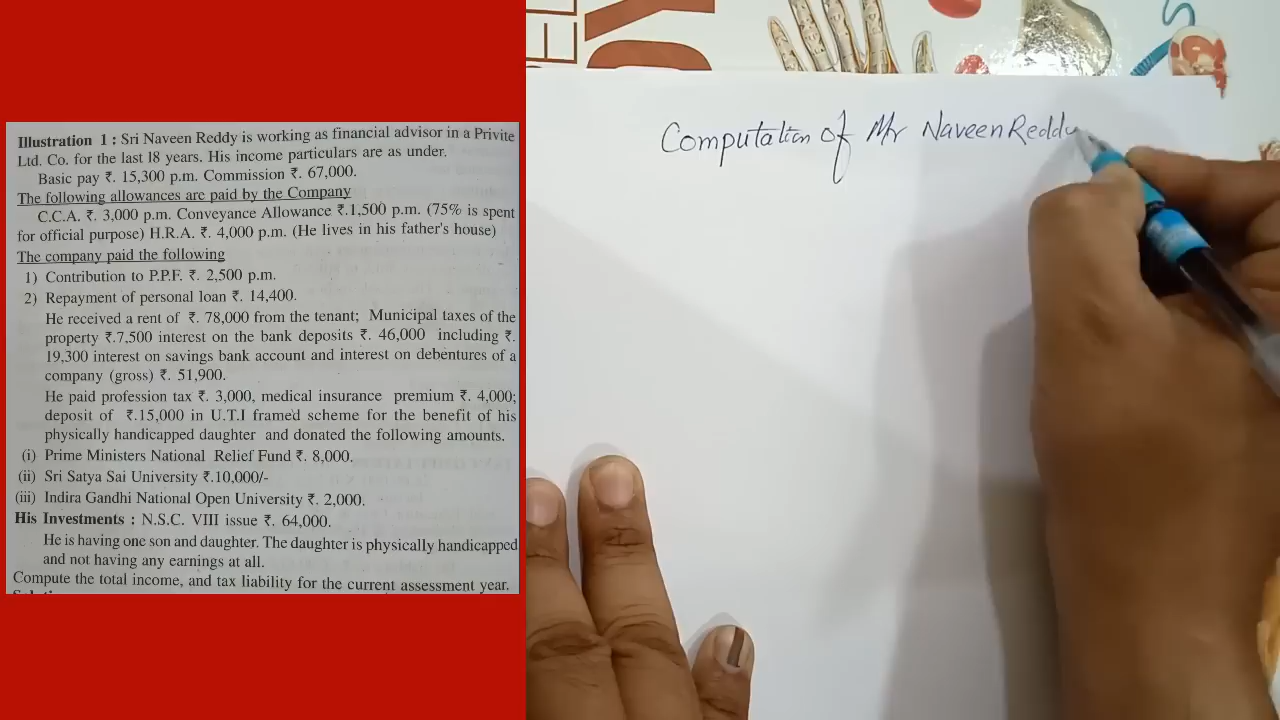 Illustration 1 : Sri Naveen Reddy is working as financial advisor in a Privite
Ltd. Co. for the last 18 years. His income particulars are as under.
Basic pay ₹. 15,300 p.m. Commission ₹. 67,000.
The following allowances are paid by the Company
C.C.A. ₹. 3,000 p.m. Conveyance Allowance ₹.1,500 p.m. (75% is spent
for official purpose) H.R.A. ₹. 4,000 p.m. (He lives in his father's house)
The company paid the following
1) Contribution to P.P.F. ₹. 2,500 p.m.
2) Repayment of personal loan ₹. 14,400.
He received a rent of ₹. 78,000 from the tenant; Municipal taxes of the
property ₹.7,500 interest on the bank deposits ₹. 46,000 including ₹.
19,300 interest on savings bank account and interest on debentures of a
company (gross) ₹. 51,900.
He paid profession tax ₹. 3,000, medical insurance premium ₹. 4,000;
deposit of ₹.15,000 in U.T.I framed scheme for the benefit of his
physically handicapped daughter and donated the following amounts.
(i) Prime Ministers National Relief Fund ₹. 8,000.
(ii) Sri Satya Sai University ₹.10,000/-
(iii) Indira Gandhi National Open University ₹. 2,000.
His Investments : N.S.C. VIII issue ₹. 64,000.
He is having one son and daughter. The daughter is physically handicapped
and not having any earnings at all.
Compute the total income, and tax liability for the current assessment year.
Computation of Mr Naveen Reddy